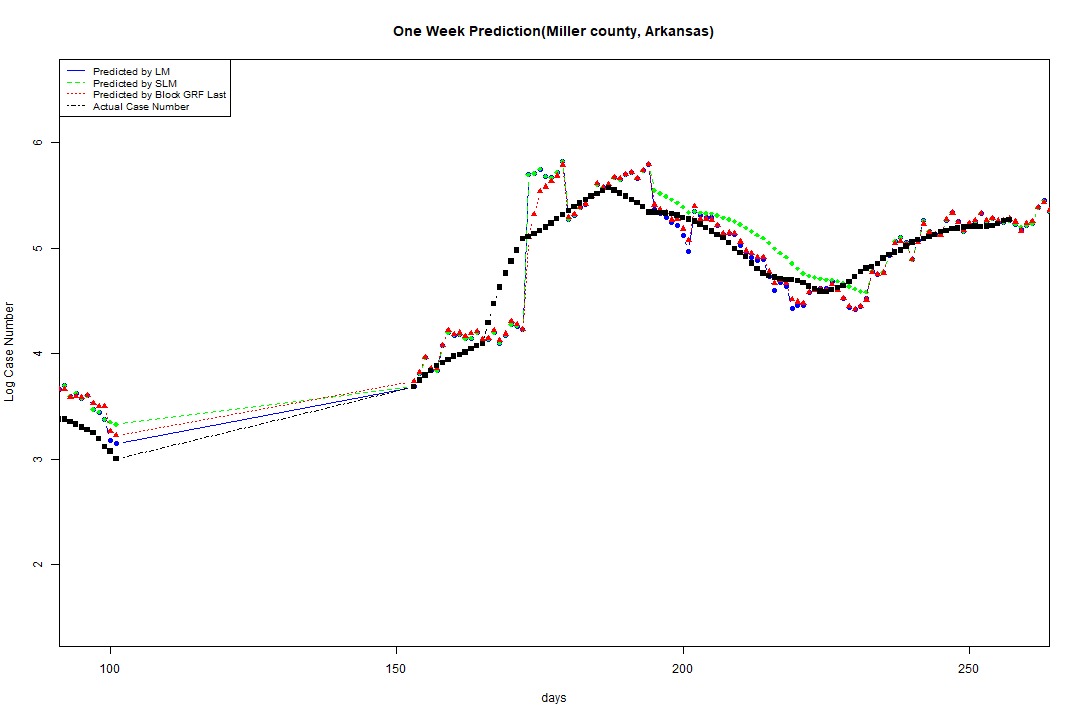 One Week Prediction(Miller county, Arkansas)
Predicted by LM
Predicted by SLM
Predicted by Block GRF Last
Actual Case Number
6
5
4
3
2
Log Case Number
100 150 200 250
days